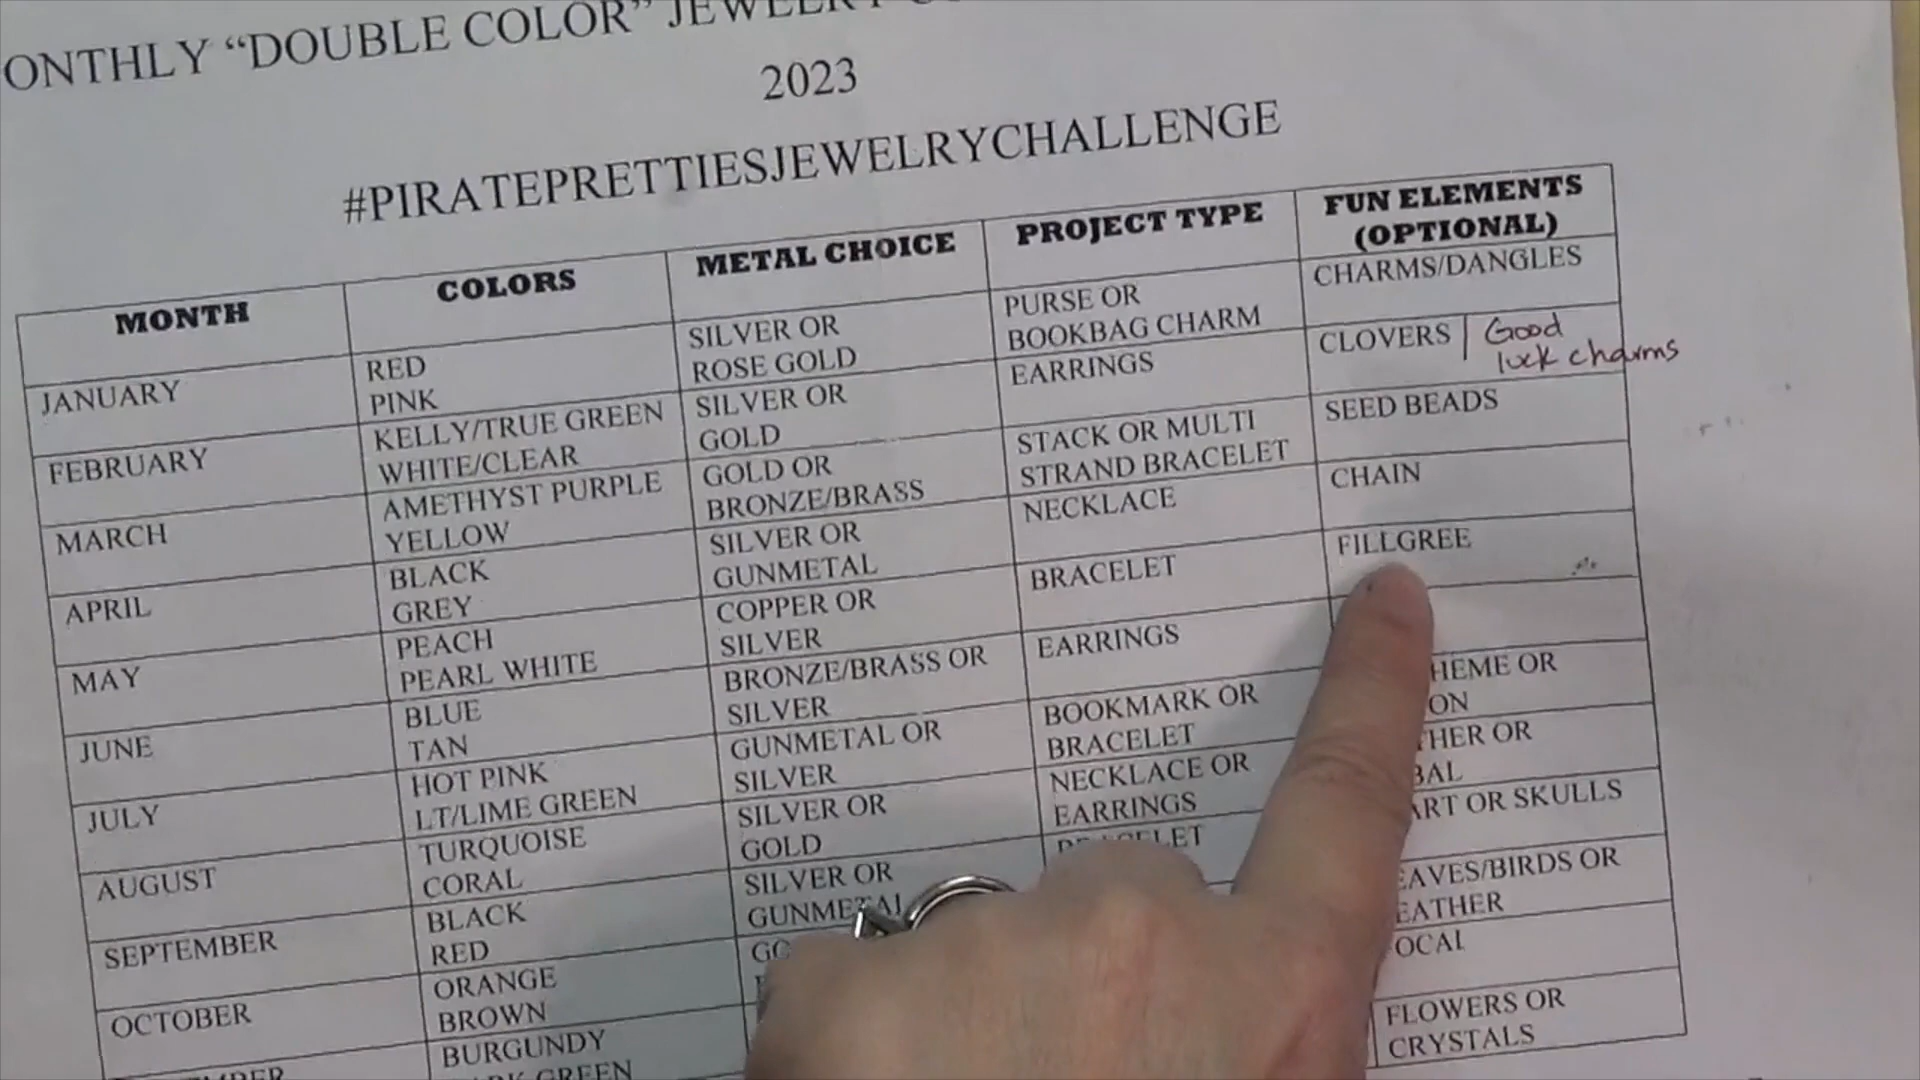 ONTHLY “DOUBLE COLOR” JEWELRY
2023
#PIRATEPRETTIESJEWELRYCHALLENGE
MONTH COLORS METAL CHOICE PROJECT TYPE FUN ELEMENTS
(OPTIONAL)
JANUARY RED SILVER OR PURSE OR CHARMS/DANGLES
PINK ROSE GOLD BOOKBAG CHARM
FEBRUARY KELLY/TRUE GREEN SILVER OR EARRINGS CLOVERS | Good
WHITE/CLEAR GOLD luck charms
MARCH AMETHYST PURPLE GOLD OR STACK OR MULTI SEED BEADS
YELLOW BRONZE/BRASS STRAND BRACELET
APRIL BLACK SILVER OR NECKLACE CHAIN
GREY GUNMETAL
MAY PEACH COPPER OR BRACELET FILLGREE
PEARL WHITE SILVER
JUNE BLUE BRONZE/BRASS OR EARRINGS
TAN SILVER
JULY HOT PINK GUNMETAL OR BOOKMARK OR HEME OR
LT/LIME GREEN SILVER BRACELET ON
AUGUST TURQUOISE SILVER OR NECKLACE OR THER OR
CORAL GOLD EARRINGS BAL
SEPTEMBER BLACK SILVER OR BRACELET ART OR SKULLS
RED GUNMETAL
OCTOBER ORANGE GO EAVES/BIRDS OR
BROWN EATHER
BURGUNDY OCAL
GREEN
FLOWERS OR
CRYSTALS